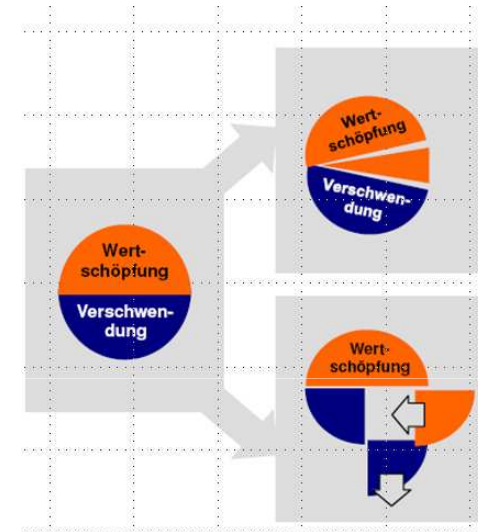 Wert-
schöpfung
Verschwen-
dung
Wert-
schöpfung
Verschwen-
dung
Wert-
schöpfung